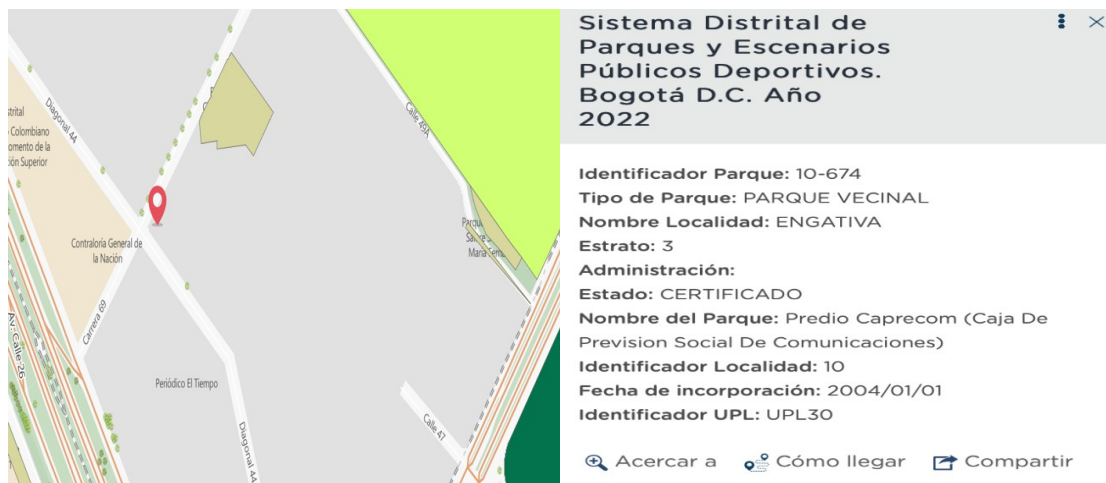 Diagonal 44
Calle 49A
strital
Colombiano
omento de la
ión Superior
Contraloría General de
la Nación
Carrera 69
Av-Calle-26
Periódico El Tiempo
Diagonal 44
Calle 47
Parqu
María
Sistema Distrital de
Parques y Escenarios
Públicos Deportivos.
Bogotá D.C. Año
2022
Identificador Parque: 10-674
Tipo de Parque: PARQUE VECINAL
Nombre Localidad: ENGATIVA
Estrato: 3
Administración:
Estado: CERTIFICADO
Nombre del Parque: Predio Caprecom (Caja De
Prevision Social De Comunicaciones)
Identificador Localidad: 10
Fecha de incorporación: 2004/01/01
Identificador UPL: UPL30
Acercar a Cómo llegar Compartir